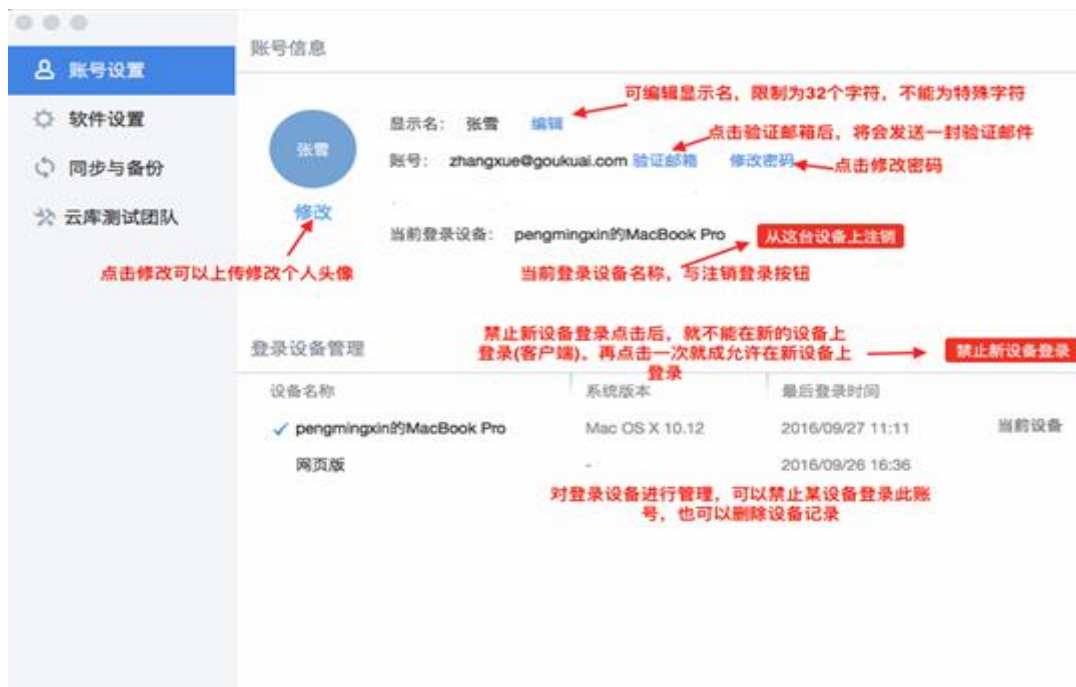 账号设置
软件设置
同步与备份
云库测试团队
账号信息
可编辑显示名，限制为32个字符，不能为特殊字符
张雪
显示名： 张雪 编辑
点击验证邮箱后，将会发送一封验证邮件
账号： zhangxue@goukuai.com 验证邮箱 修改密码
点击修改密码
修改
当前登录设备： pengmingxin的MacBook Pro 从这台设备上注销
点击修改可以上传修改个人头像
当前登录设备名称，与注销登录按钮
登录设备管理
禁止新设备登录点击后，就不能在新的设备上
登录(客户端)，再点击一次就成允许在新设备上
登录
禁止新设备登录
设备名称 系统版本 最后登录时间
pengmingxin的MacBook Pro Mac OS X 10.12 2016/09/27 11:11 当前设备
网页版 - 2016/09/26 16:36
对登录设备进行管理，可以禁止某设备登录此账
号，也可以删除设备记录